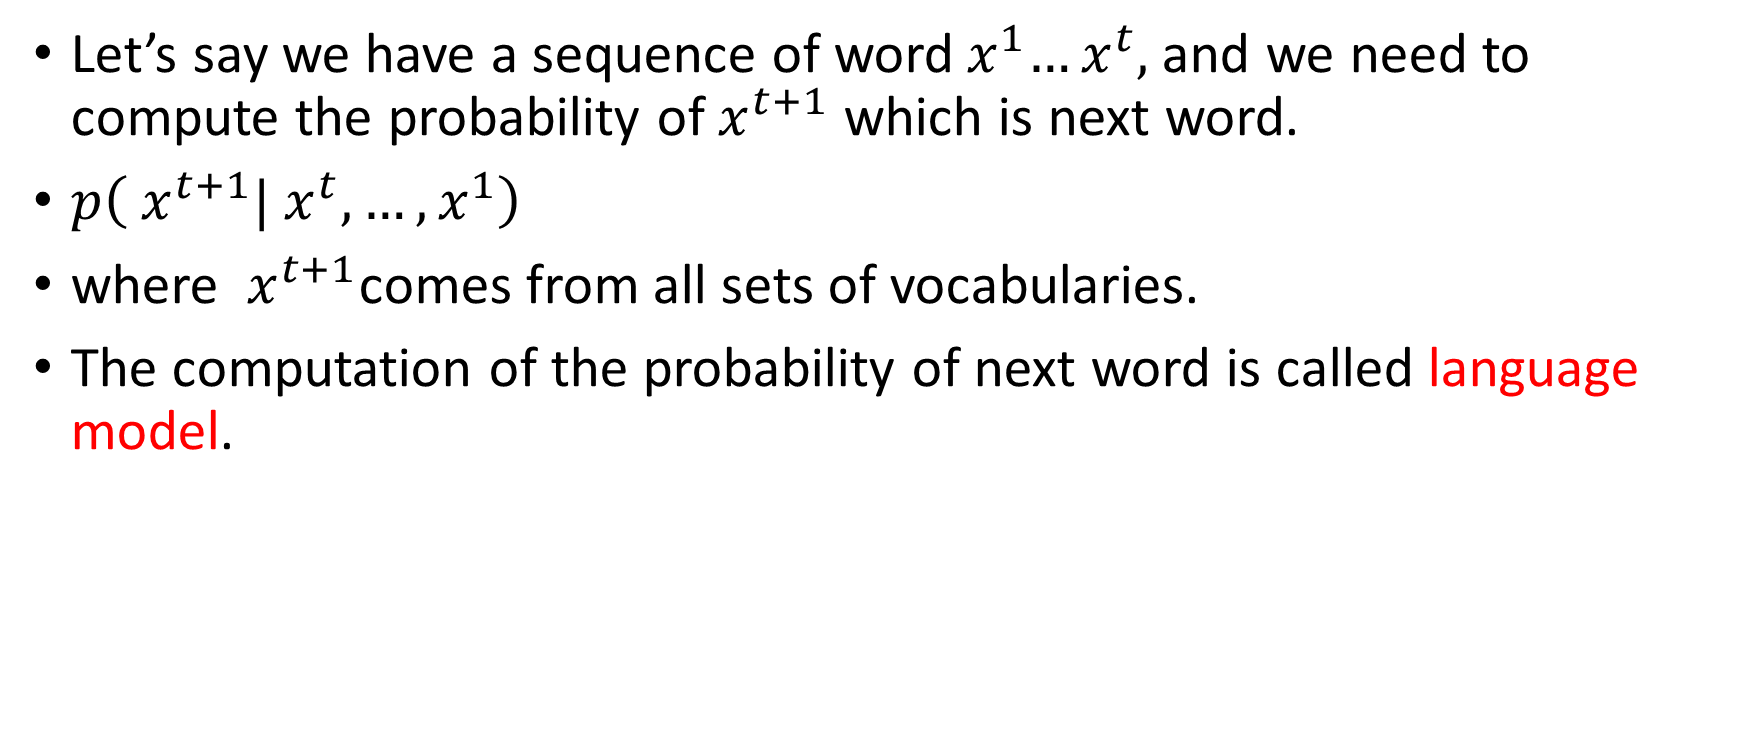 • Let’s say we have a sequence of word x¹ … xᵗ, and we need to
compute the probability of xᵗ⁺¹ which is next word.
• p( xᵗ⁺¹| xᵗ, … , x¹)
• where xᵗ⁺¹comes from all sets of vocabularies.
• The computation of the probability of next word is called language
model.